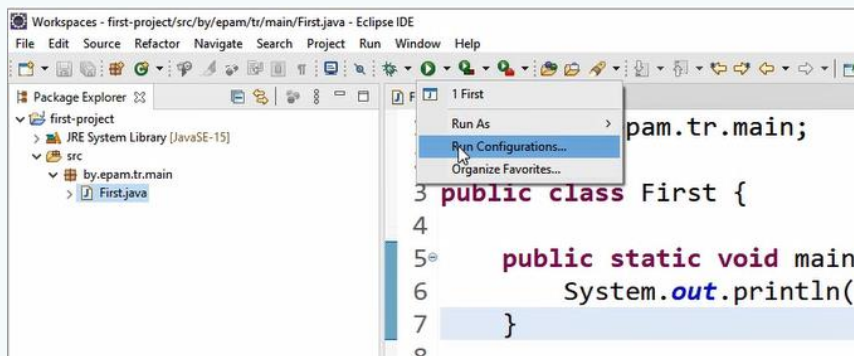 Workspaces - first-project/src/by/epam/tr/main/First.java - Eclipse IDE
File Edit Source Refactor Navigate Search Project Run Window Help
Package Explorer
first-project
JRE System Library [JavaSE-15]
src
by.epam.tr.main
First.java
F
1 First
Run As
Run Configurations...
Organize Favorites...
pam.tr.main;
3 public class First {
4
5 public static void main
6 System.out.println(
7 }